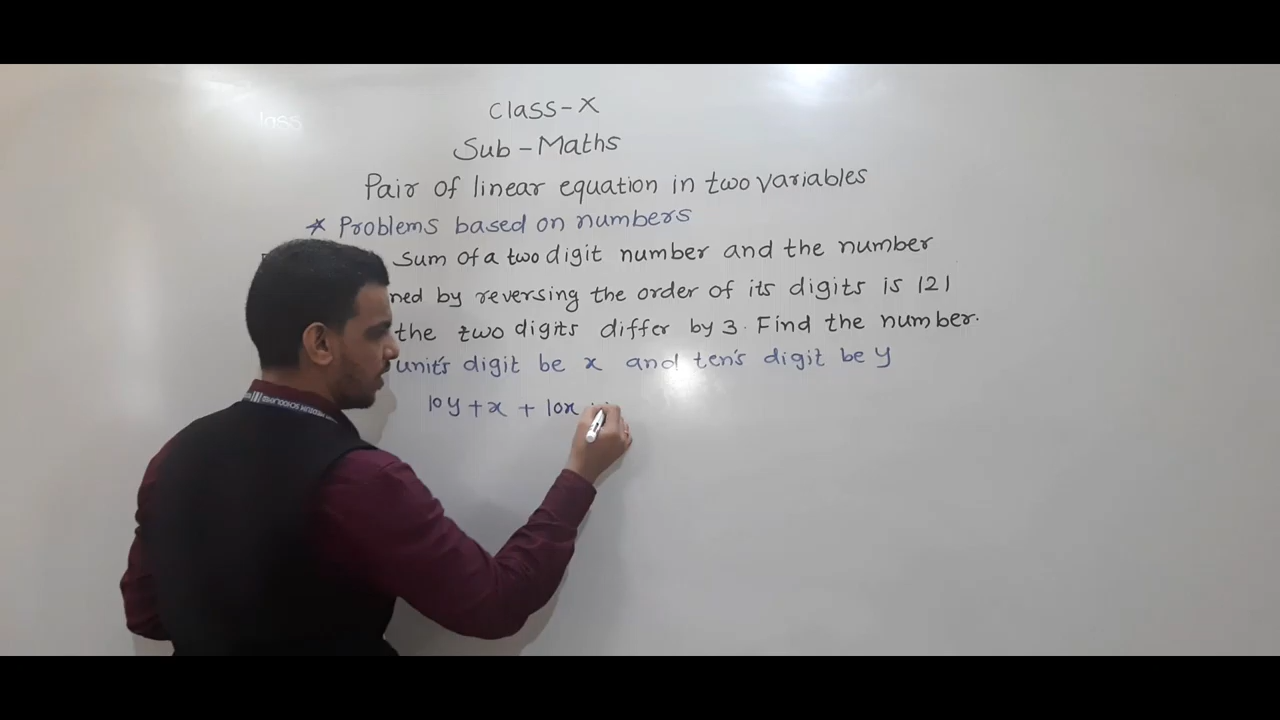 lass
Class-X
Sub-Maths
Pair of linear equation in two variables
* Problems based on numbers
Sum of a two digit number and the number
ned by reversing the order of its digits is 121
the two digits differ by 3. Find the number.
unit's digit be x and ten's digit be y
10y+x + 10x